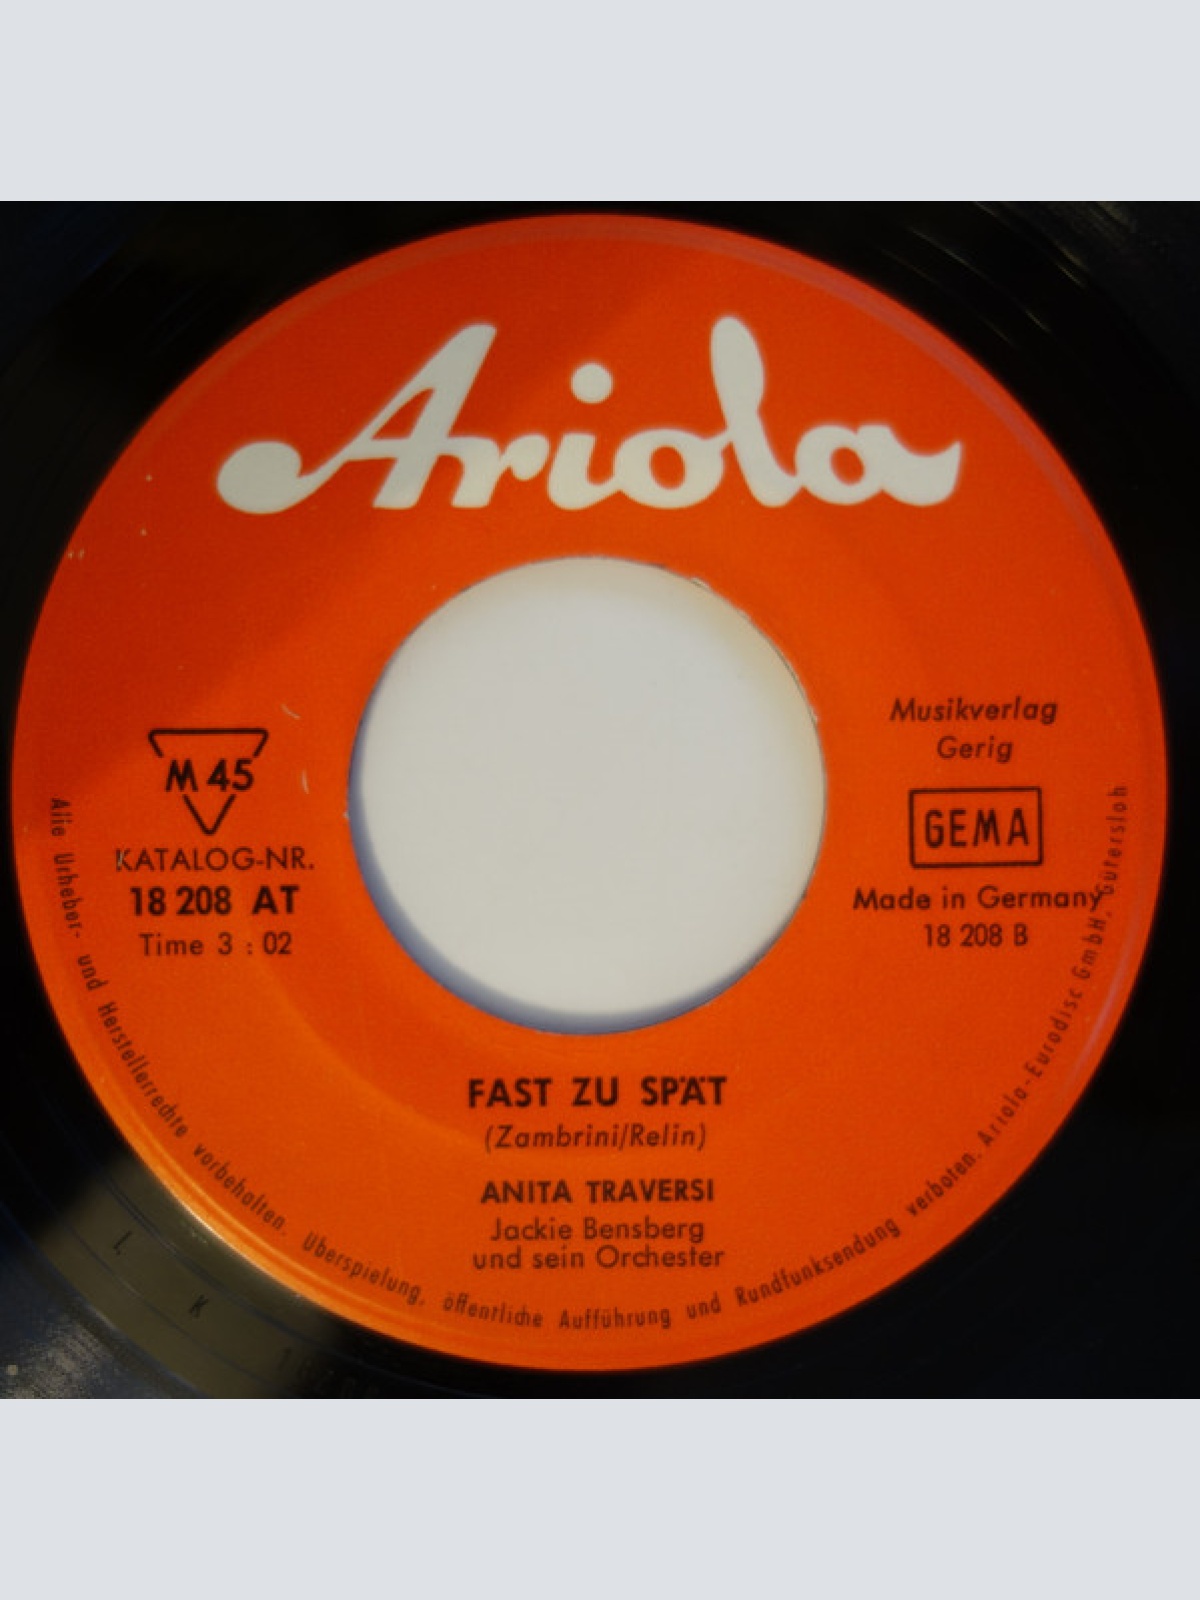 Ariola
M 45
KATALOG-NR.
18 208 AT
Time 3 : 02
Musikverlag
Gerig
GEMA
Made in Germany
18 208 B
FAST ZU SPÄT
(Zambrini/Relin)
ANITA TRAVERSI
Jackie Bensberg
und sein Orchester
Alle Urheber- und Herstellerrechte vorbehalten. Überspielung, öffentliche Aufführung und Rundfunksendung verboten. Ariola-Eurodisc GmbH, Gütersloh
L K